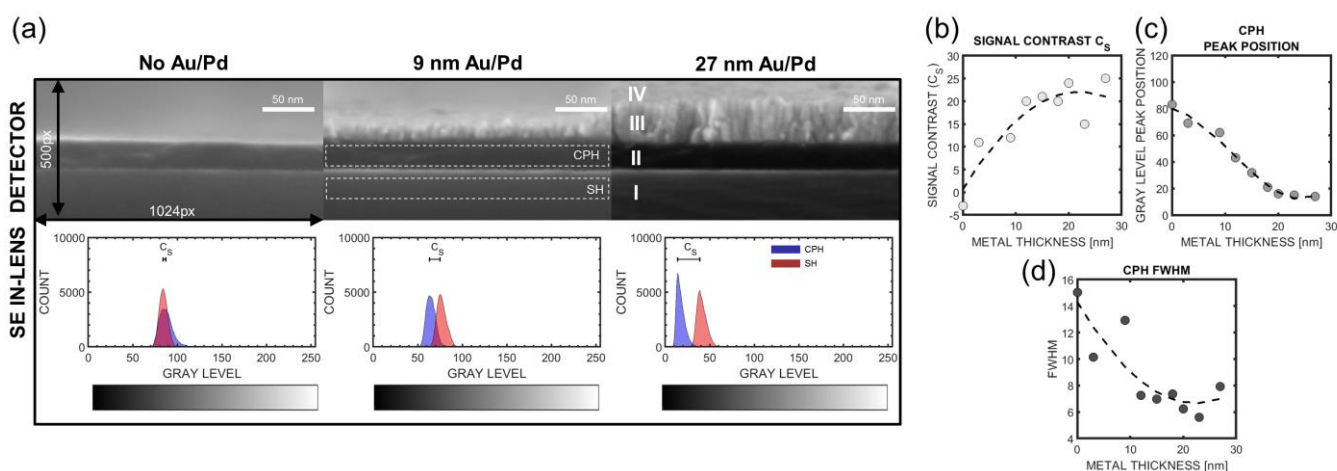 (a)
No Au/Pd
9 nm Au/Pd
27 nm Au/Pd
SE IN-LENS DETECTOR
500px
1024px
50 nm
50 nm
50 nm
CPH
SH
IV
III
II
I
10000
5000
0
COUNT
C_S
0 50 100 150 200 250
GRAY LEVEL
10000
5000
0
COUNT
C_S
0 50 100 150 200 250
GRAY LEVEL
10000
5000
0
COUNT
C_S
CPH
SH
0 50 100 150 200 250
GRAY LEVEL
(b)
SIGNAL CONTRAST C_S
SIGNAL CONTRAST (C_S)
30
25
20
15
10
5
0
-5
0 10 20 30
METAL THICKNESS [nm]
(c)
CPH
PEAK POSITION
GRAY LEVEL PEAK POSITION
120
100
80
60
40
20
0
0 10 20 30
METAL THICKNESS [nm]
(d)
CPH FWHM
FWHM
16
14
12
10
8
6
4
0 10 20 30
METAL THICKNESS [nm]